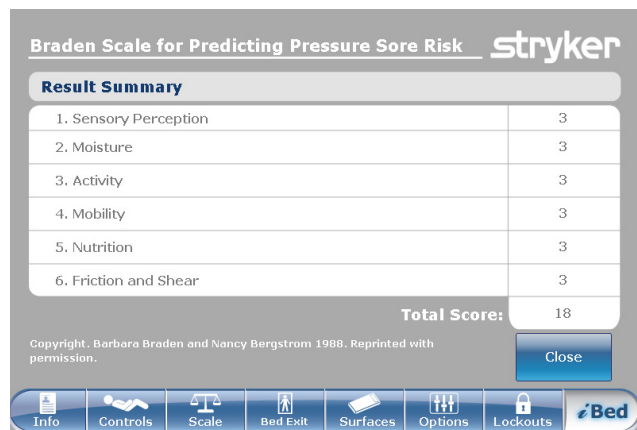 Braden Scale for Predicting Pressure Sore Risk
stryker
Result Summary
1. Sensory Perception 3
2. Moisture 3
3. Activity 3
4. Mobility 3
5. Nutrition 3
6. Friction and Shear 3
Total Score: 18
Copyright. Barbara Braden and Nancy Bergstrom 1988. Reprinted with
permission.
Close
Info Controls Scale Bed Exit Surfaces Options Lockouts iBed